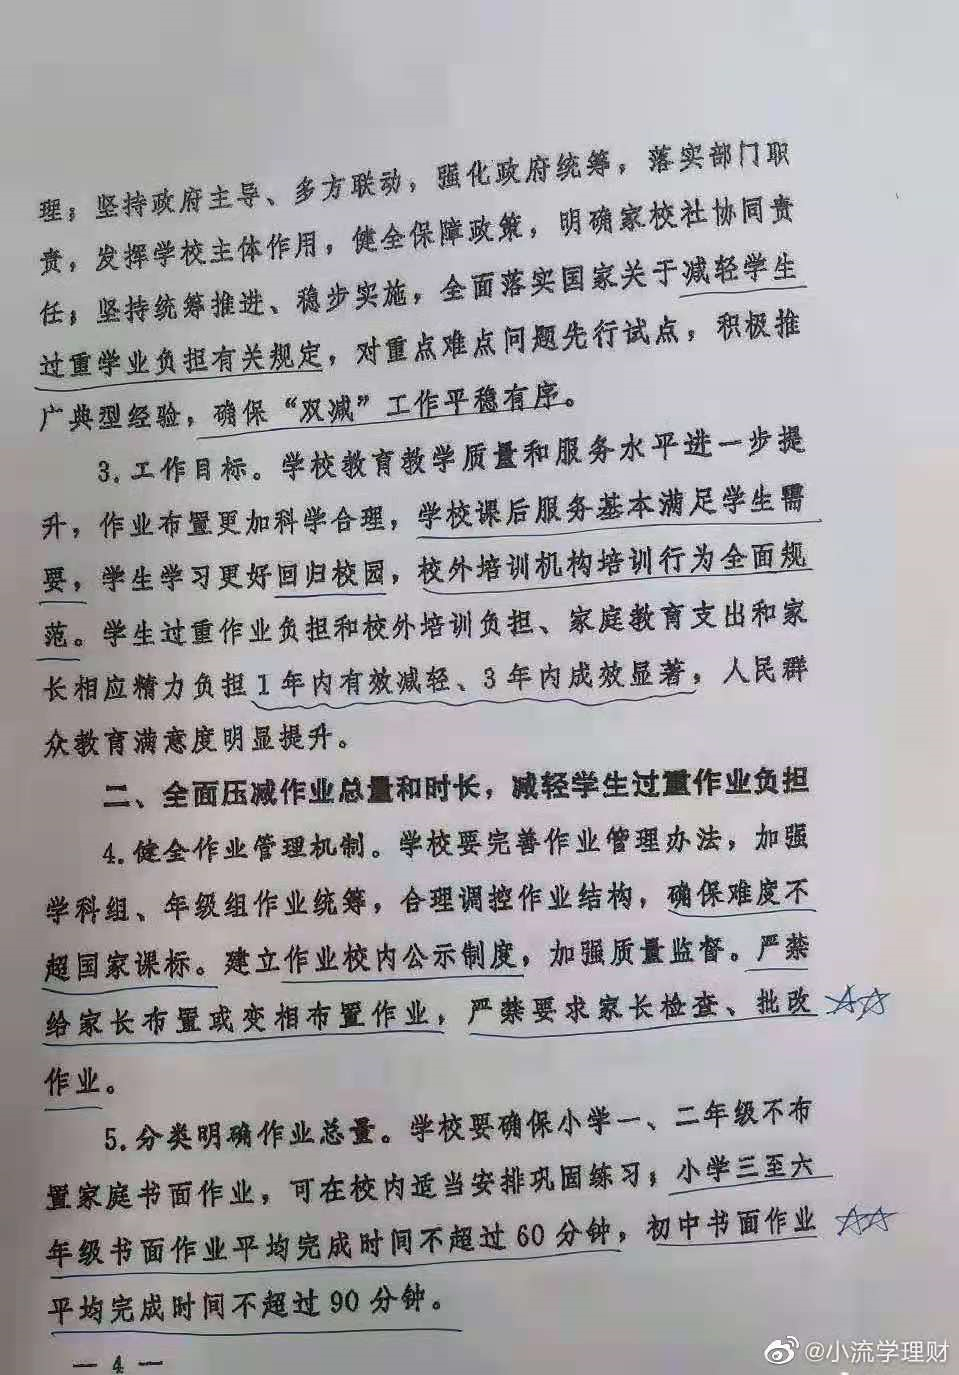 理；坚持政府主导、多方联动，强化政府统筹，落实部门职
责，发挥学校主体作用，健全保障政策，明确家校社协同责
任；坚持统筹推进、稳步实施，全面落实国家关于减轻学生
过重学业负担有关规定，对重点难点问题先行试点，积极推
广典型经验，确保“双减”工作平稳有序。
3.工作目标。学校教育教学质量和服务水平进一步提
升，作业布置更加科学合理，学校课后服务基本满足学生需
要，学生学习更好回归校园，校外培训机构培训行为全面规
范。学生过重作业负担和校外培训负担、家庭教育支出和家
长相应精力负担1年内有效减轻、3年内成效显著，人民群
众教育满意度明显提升。
二、全面压减作业总量和时长，减轻学生过重作业负担
4.健全作业管理机制。学校要完善作业管理办法，加强
学科组、年级组作业统筹，合理调控作业结构，确保难度不
超国家课标。建立作业校内公示制度，加强质量监督。严禁
给家长布置或变相布置作业，严禁要求家长检查、批改
作业。
5.分类明确作业总量。学校要确保小学一、二年级不布
置家庭书面作业，可在校内适当安排巩固练习；小学三至六
年级书面作业平均完成时间不超过60分钟，初中书面作业
平均完成时间不超过90分钟。
— 4 —
@小流学理财